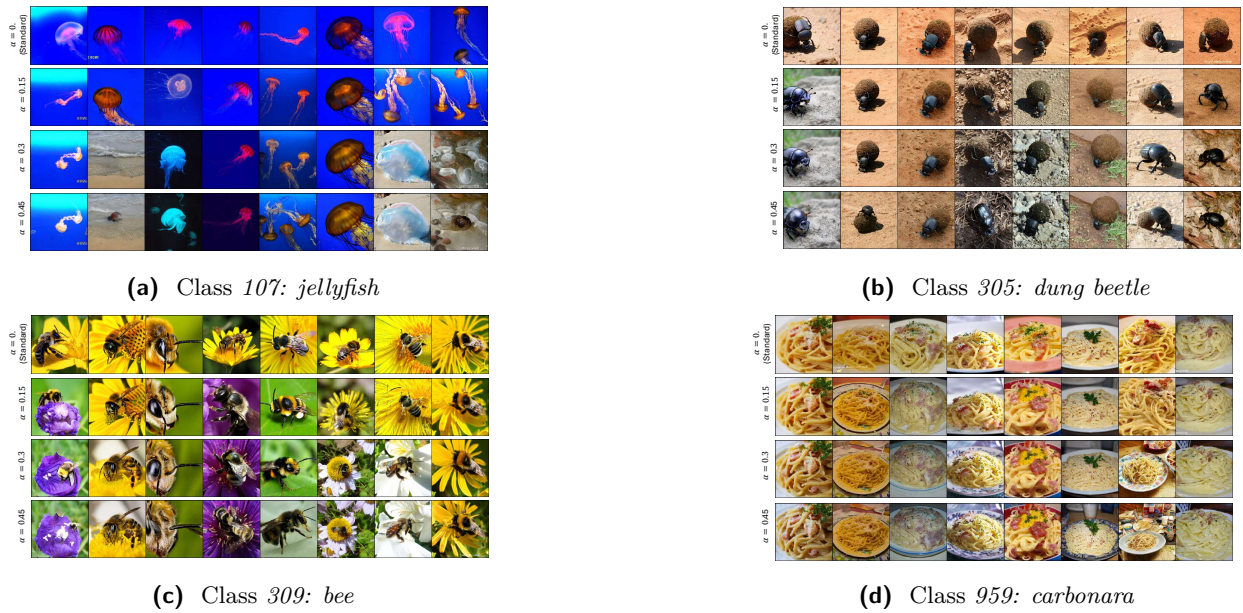 α = 0.
(Standard)
α = 0.15
α = 0.3
α = 0.45
(a) Class 107: jellyfish
α = 0.
(Standard)
α = 0.15
α = 0.3
α = 0.45
(b) Class 305: dung beetle
α = 0.
(Standard)
α = 0.15
α = 0.3
α = 0.45
(c) Class 309: bee
α = 0.
(Standard)
α = 0.15
α = 0.3
α = 0.45
(d) Class 959: carbonara